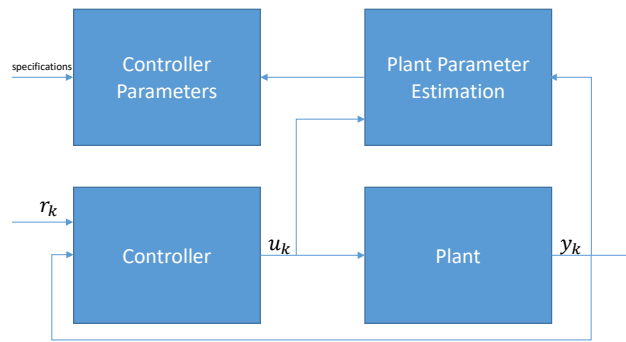 specifications
Controller
Parameters
Plant Parameter
Estimation
r_k
Controller
u_k
Plant
y_k